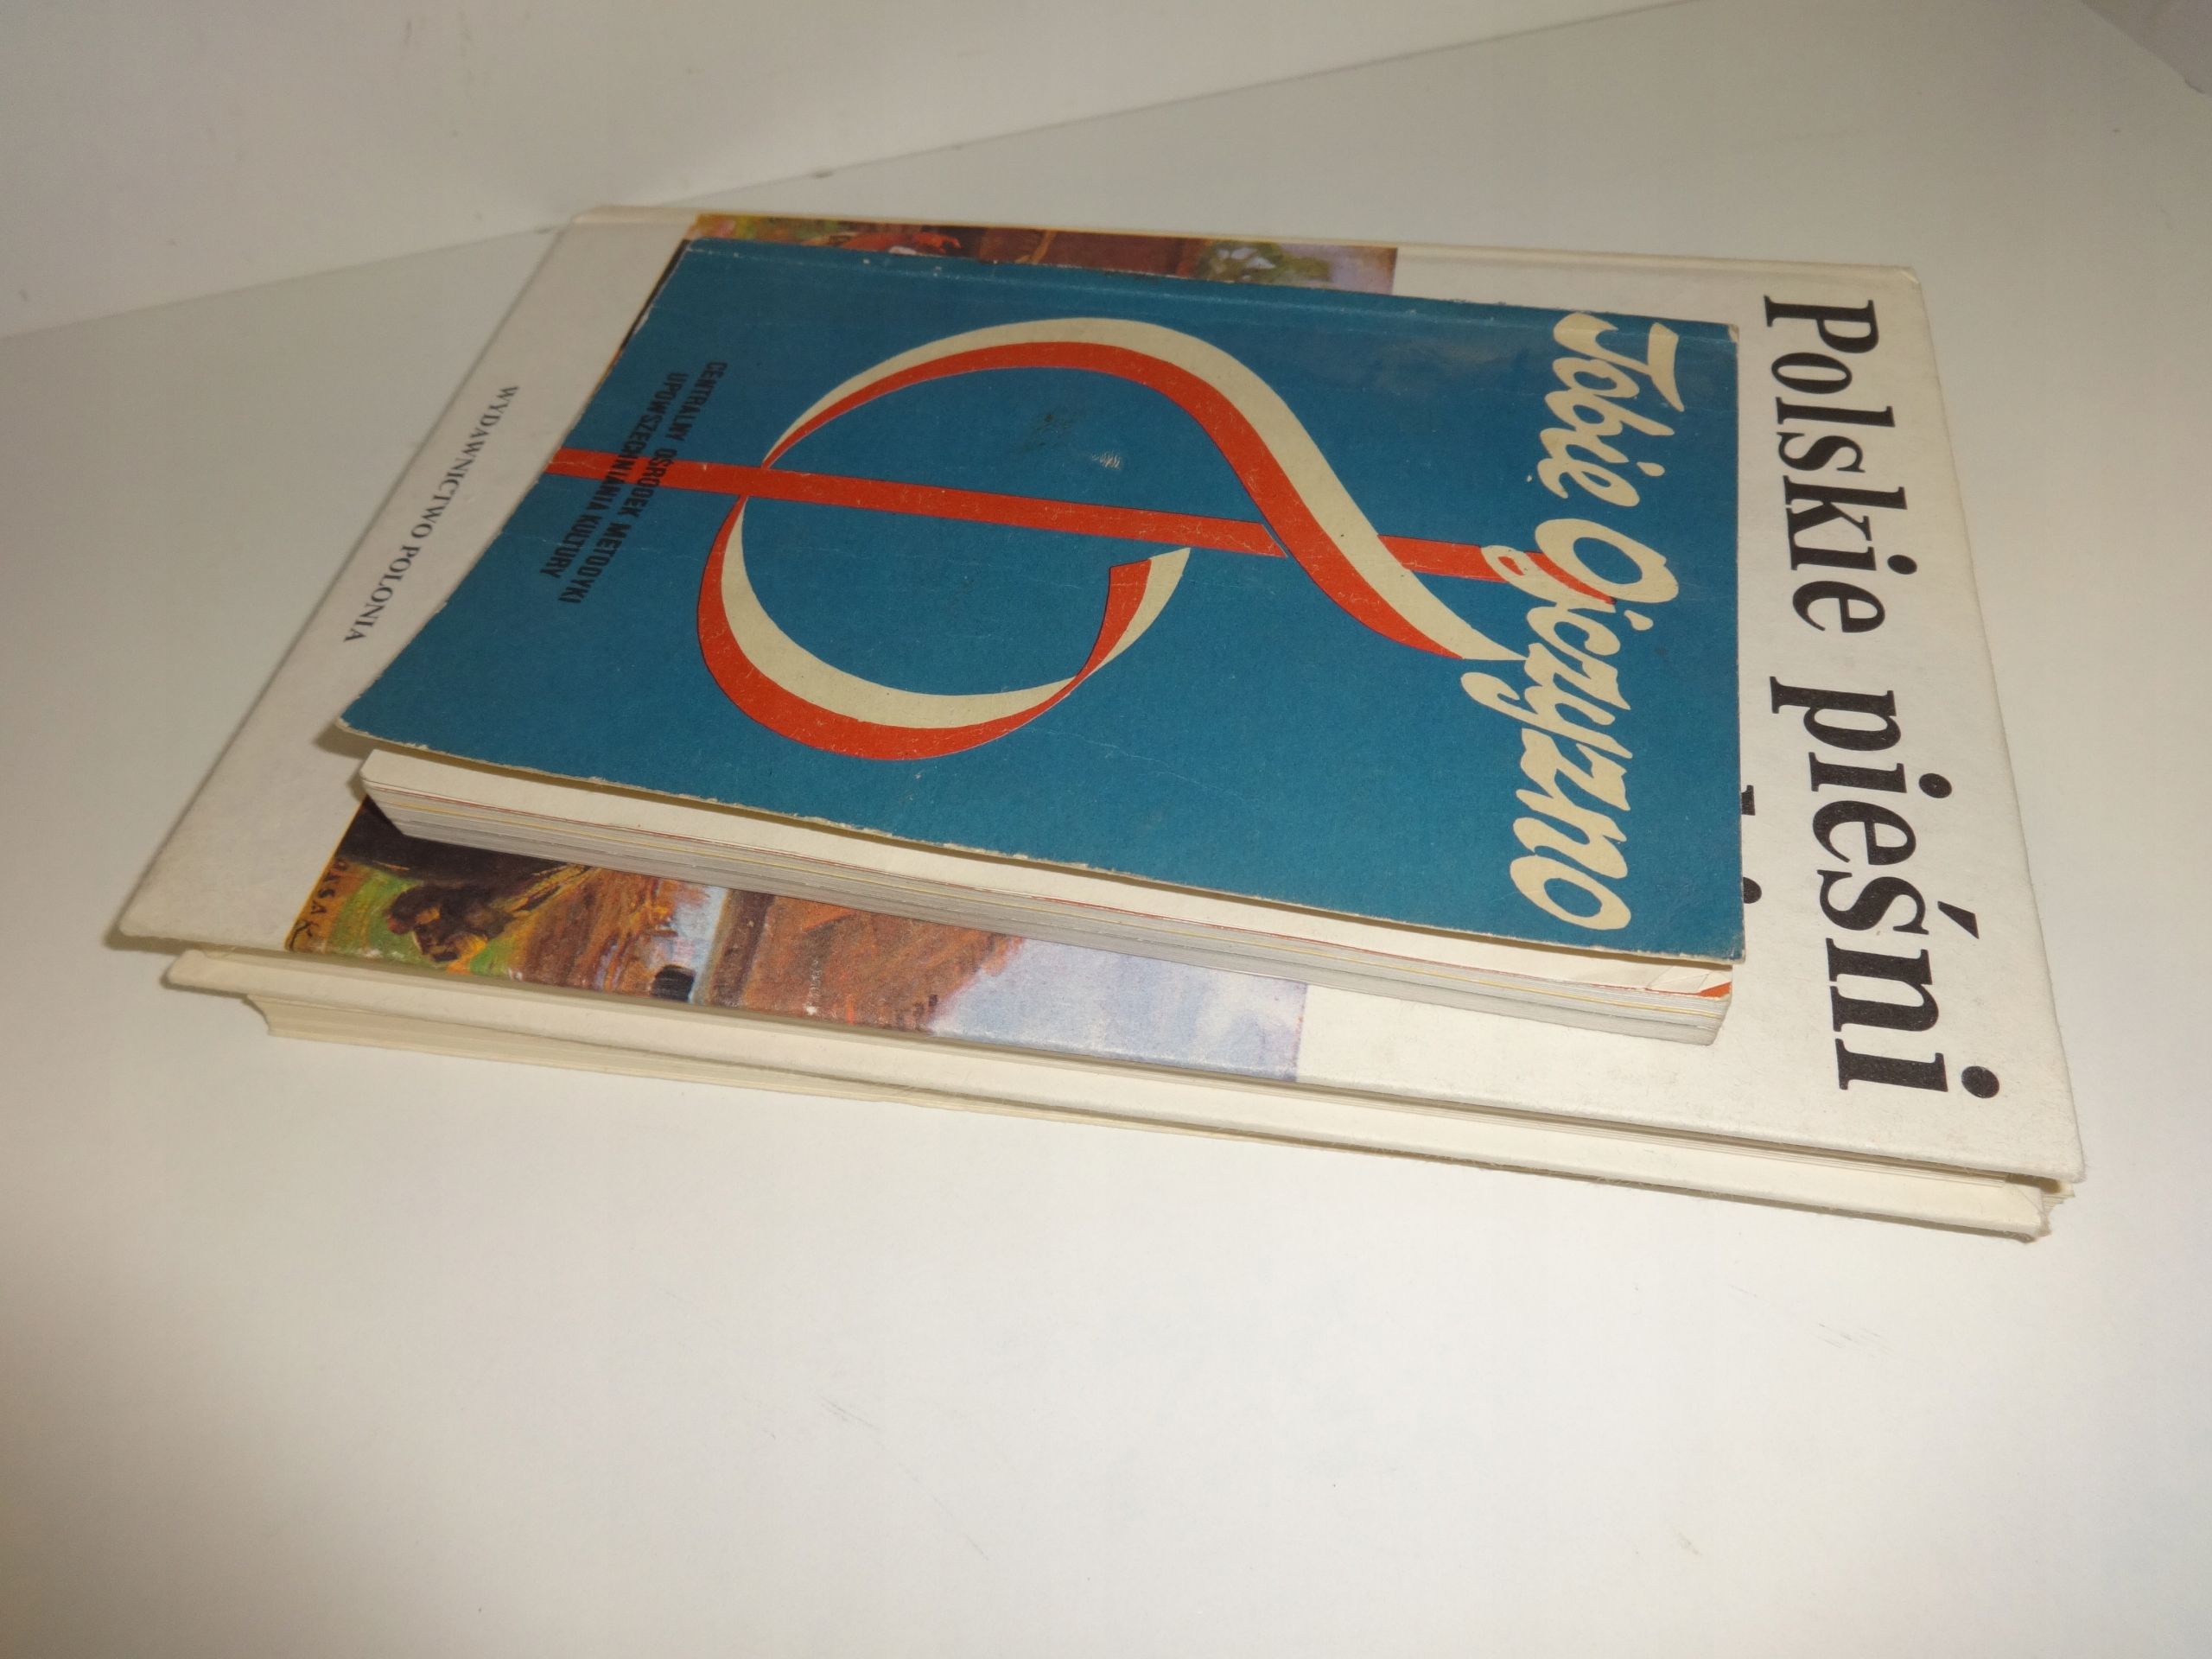 Polskie pieśni
WYDAWNICTWO POLONIA
Tobie Ojczyzno
CENTRALNY OŚRODEK METODYKI
UPOWSZECHNIANIA KULTURY